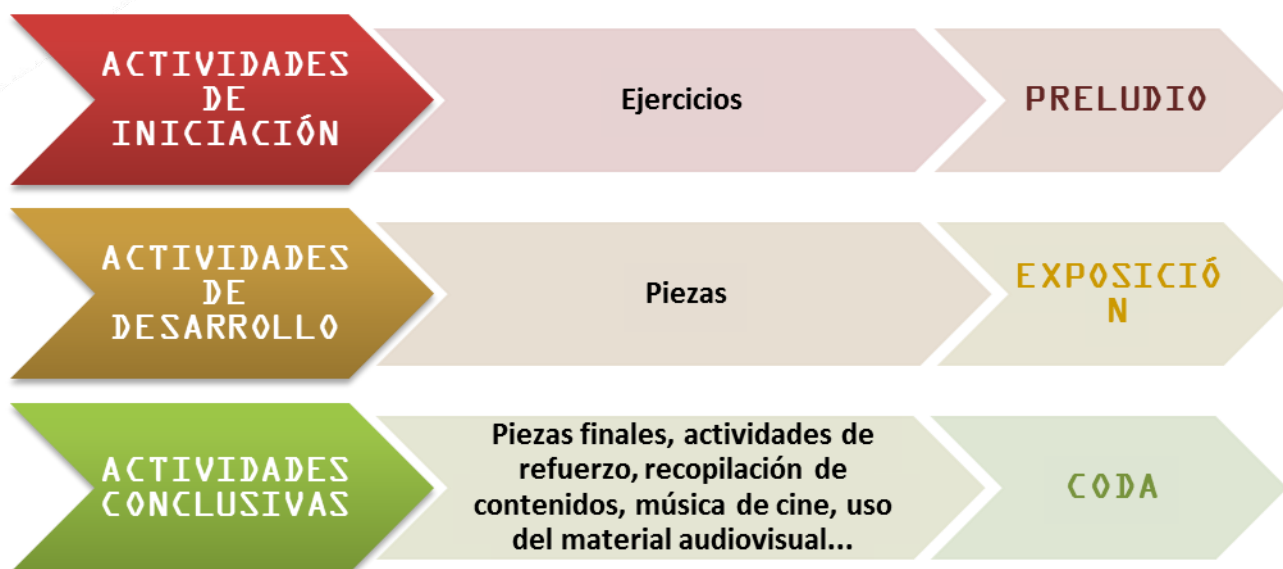 ACTIVIDADES
DE
INICIACIÓN
Ejercicios
PRELUDIO
ACTIVIDADES
DE
DESARROLLO
Piezas
EXPOSICIÓ
N
ACTIVIDADES
CONCLUSIVAS
Piezas finales, actividades de
refuerzo, recopilación de
contenidos, música de cine, uso
del material audiovisual...
CODA